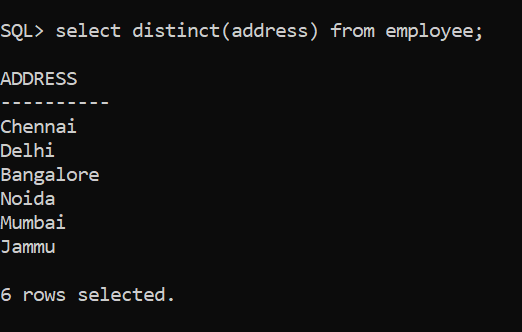 SQL> select distinct(address) from employee;
ADDRESS
----------
Chennai
Delhi
Bangalore
Noida
Mumbai
Jammu
6 rows selected.